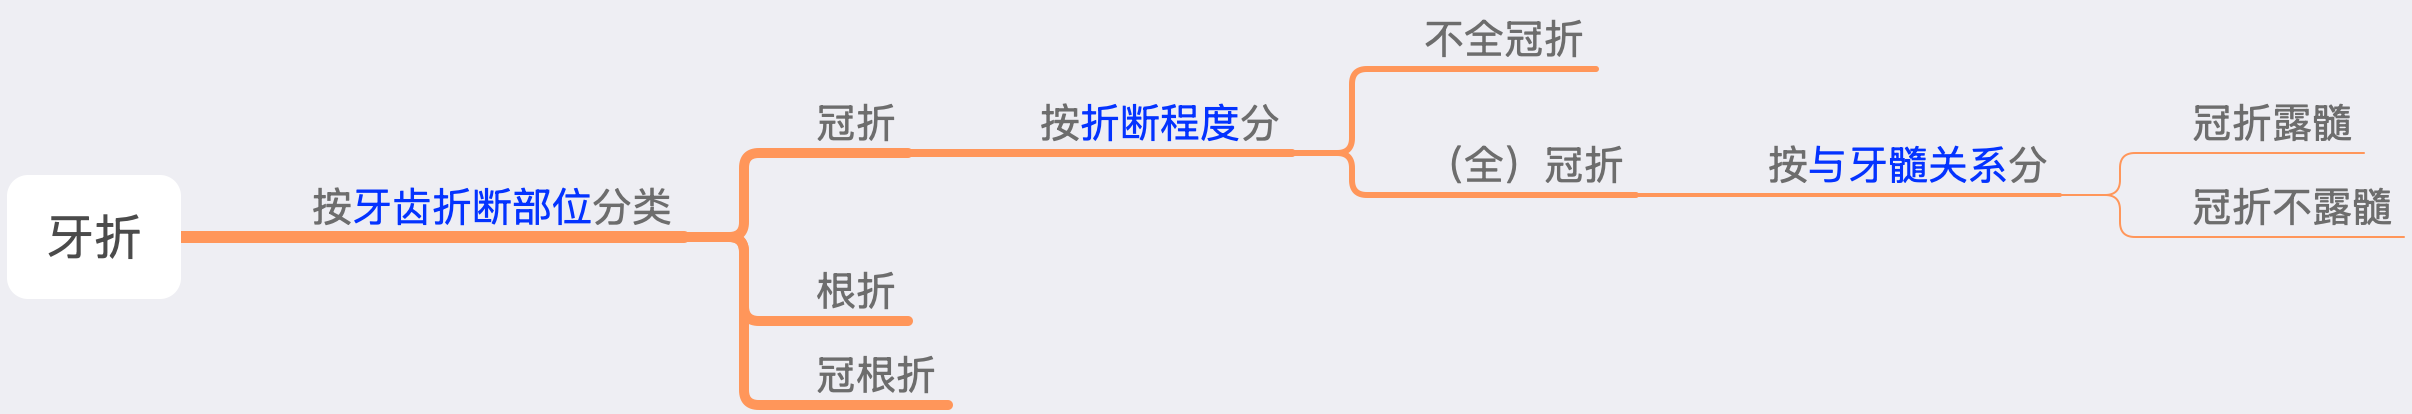 牙折
按牙齿折断部位分类
冠折
按折断程度分
不全冠折
（全）冠折
按与牙髓关系分
冠折露髓
冠折不露髓
根折
冠根折